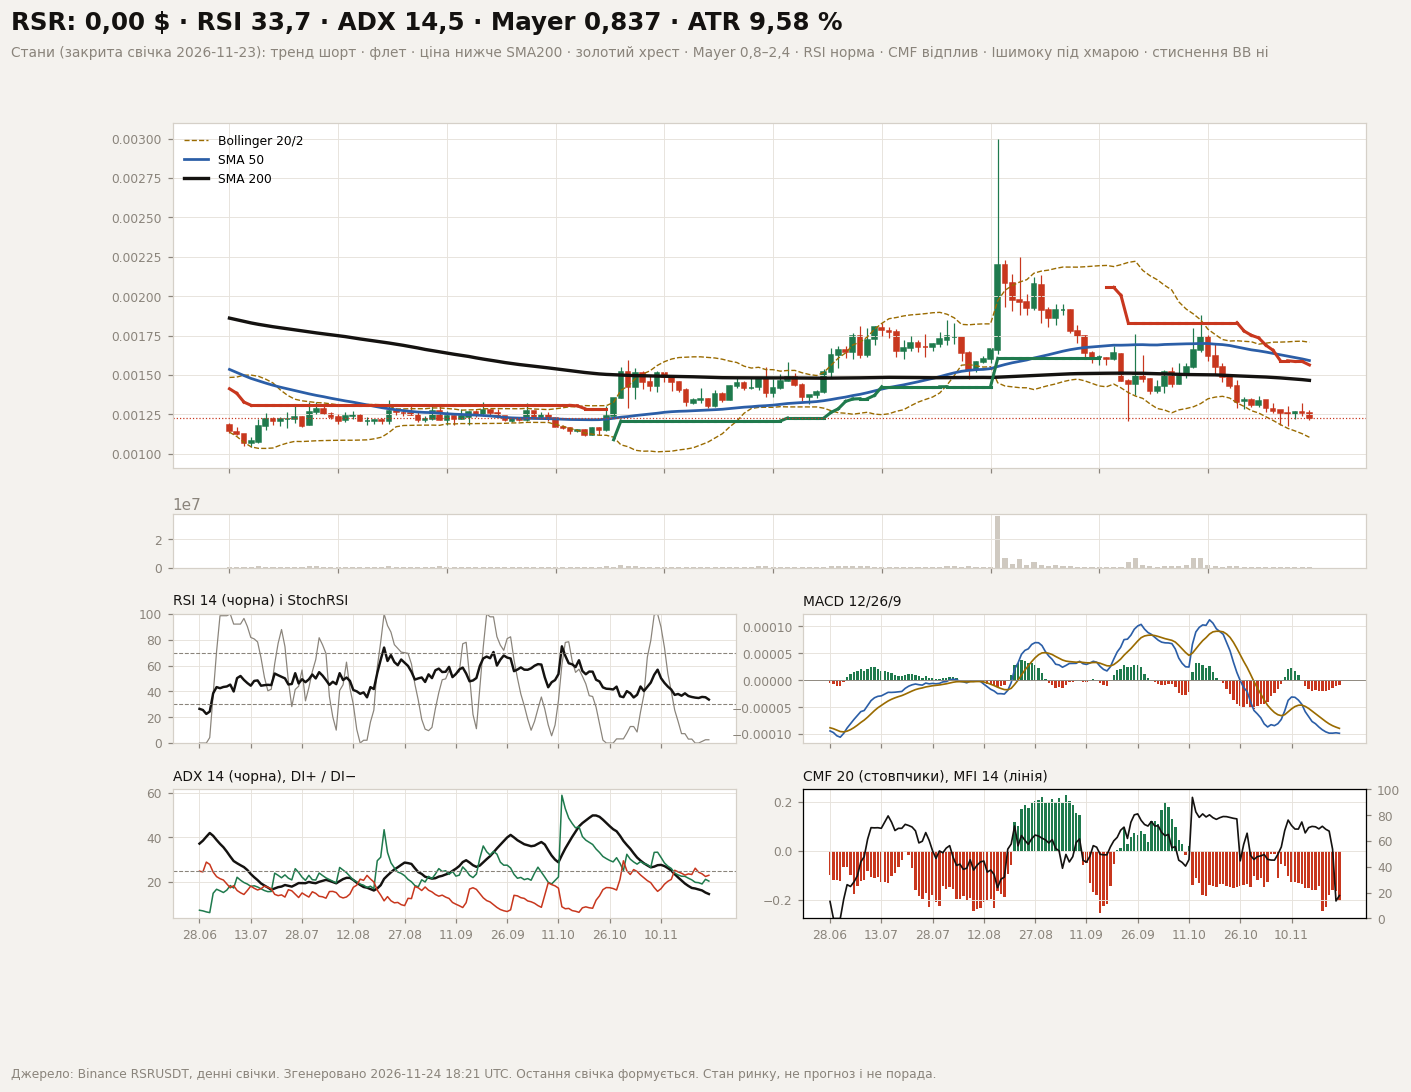 RSR: 0,00 $ · RSI 33,7 · ADX 14,5 · Mayer 0,837 · ATR 9,58 %
Стани (закрита свічка 2026-11-23): тренд шорт · флет · ціна нижче SMA200 · золотий хрест · Mayer 0,8–2,4 · RSI норма · CMF відплив · Ішимоку під хмарою · стиснення BB ні
Bollinger 20/2
SMA 50
SMA 200
0.00300
0.00275
0.00250
0.00225
0.00200
0.00175
0.00150
0.00125
0.00100
1e7
2
0
RSI 14 (чорна) і StochRSI
100
80
60
40
20
0
MACD 12/26/9
0.00010
0.00005
0.00000
−0.00005
−0.00010
ADX 14 (чорна), DI+ / DI−
60
40
20
28.06 13.07 28.07 12.08 27.08 11.09 26.09 11.10 26.10 10.11
CMF 20 (стовпчики), MFI 14 (лінія)
0.2
0.0
−0.2
100
80
60
40
20
0
28.06 13.07 28.07 12.08 27.08 11.09 26.09 11.10 26.10 10.11
Джерело: Binance RSRUSDT, денні свічки. Згенеровано 2026-11-24 18:21 UTC. Остання свічка формується. Стан ринку, не прогноз і не порада.